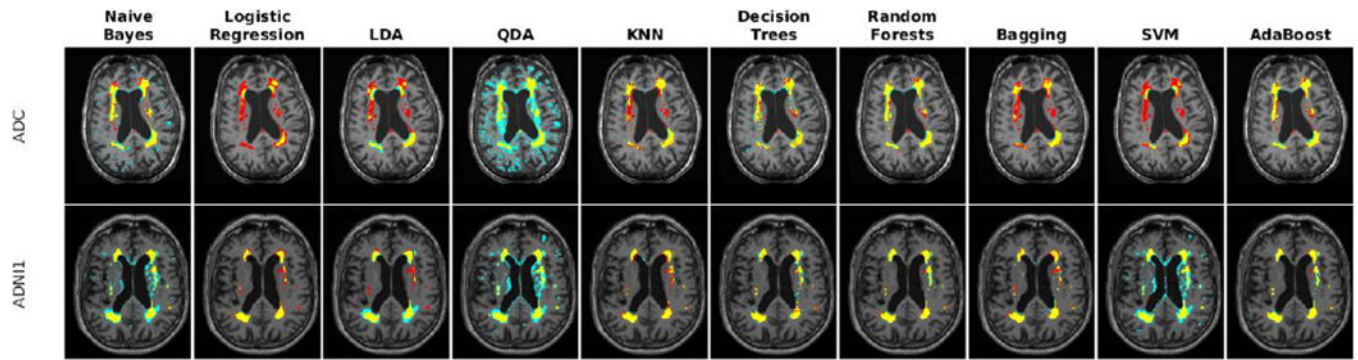 Naive
Bayes
Logistic
Regression
LDA
QDA
KNN
Decision
Trees
Random
Forests
Bagging
SVM
AdaBoost
ADC
ADNI1